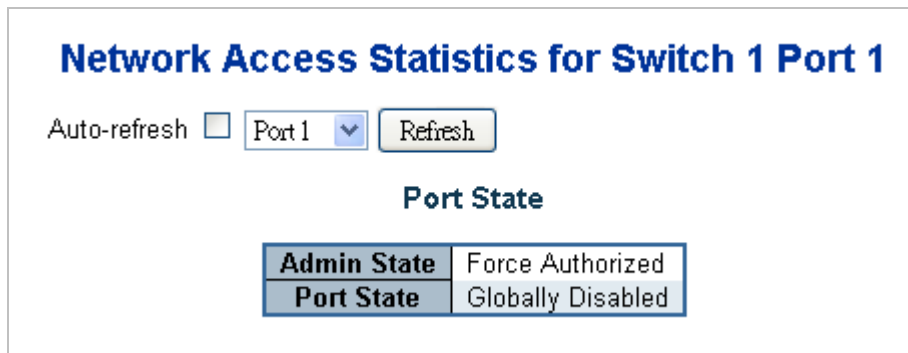 Network Access Statistics for Switch 1 Port 1
Auto-refresh Port 1 Refresh
Port State
Admin State Force Authorized
Port State Globally Disabled